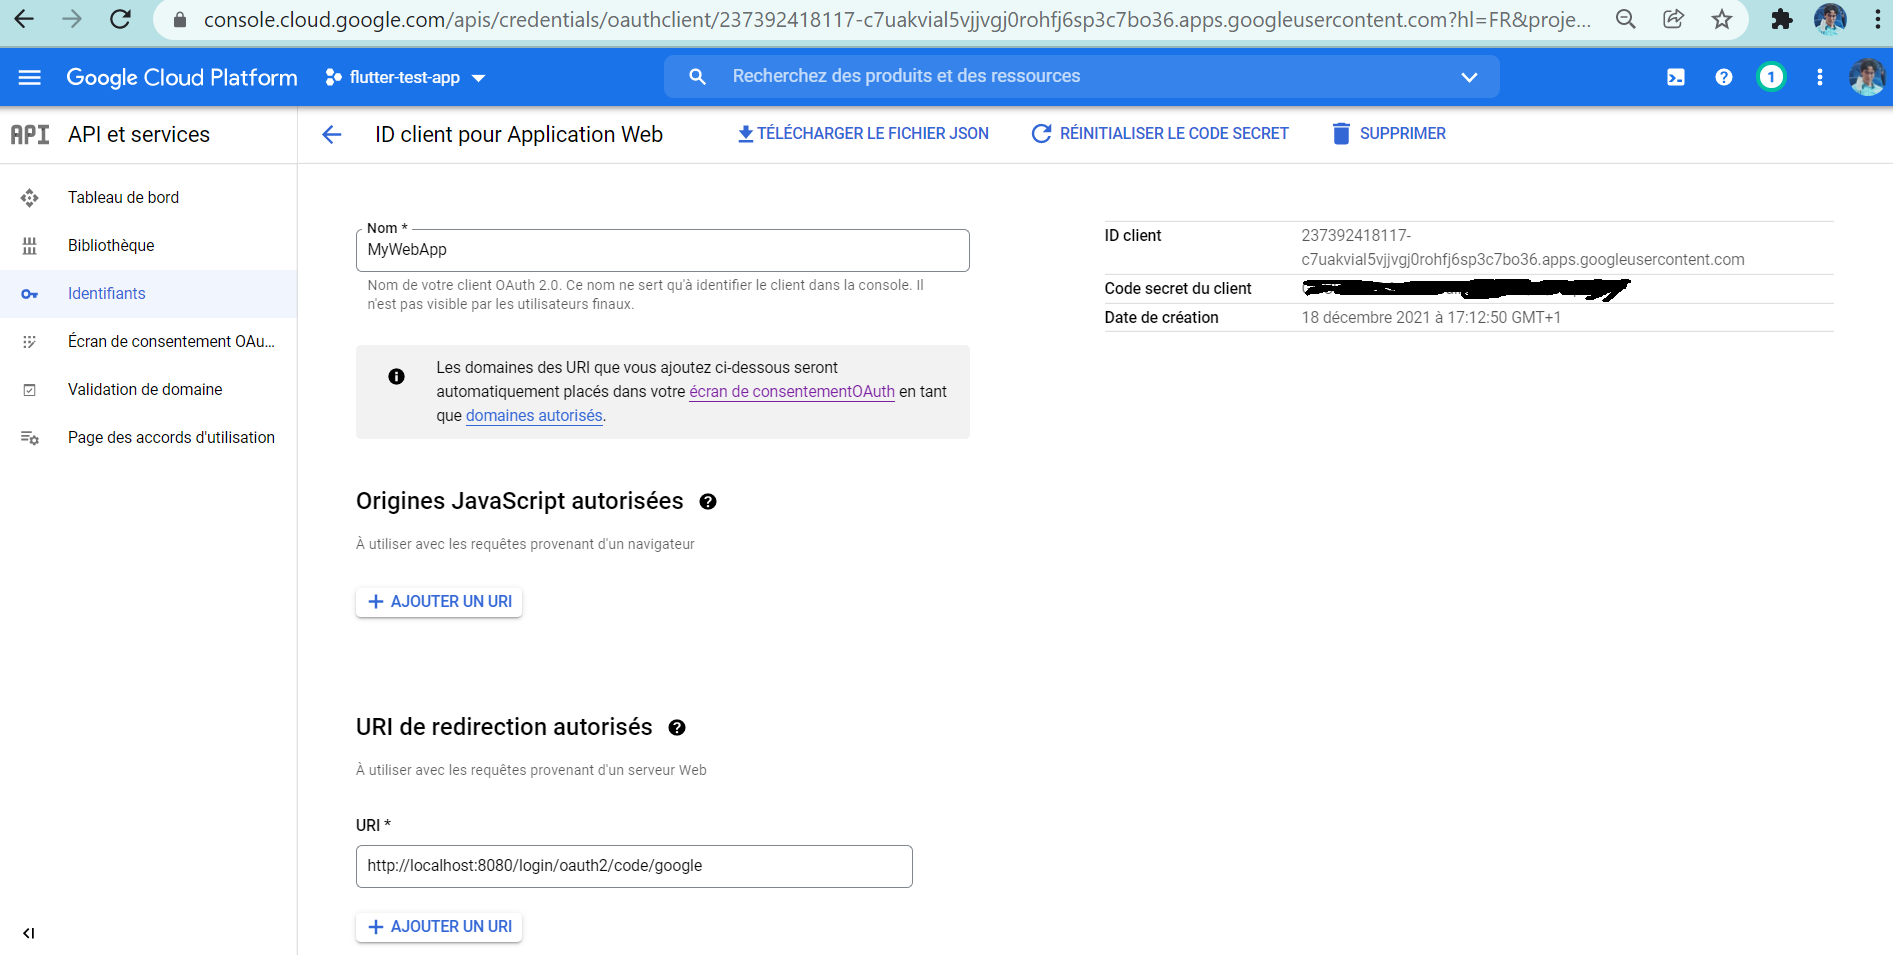 console.cloud.google.com/apis/credentials/oauthclient/237392418117-c7uakvial5vjjvgj0rohfj6sp3c7bo36.apps.googleusercontent.com?hl=FR&proje...
Google Cloud Platform
flutter-test-app
Recherchez des produits et des ressources
1
API
API et services
ID client pour Application Web
TÉLÉCHARGER LE FICHIER JSON
RÉINITIALISER LE CODE SECRET
SUPPRIMER
Tableau de bord
Bibliothèque
Identifiants
Écran de consentement OAu...
Validation de domaine
Page des accords d'utilisation
Nom *
MyWebApp
Nom de votre client OAuth 2.0. Ce nom ne sert qu'à identifier le client dans la console. Il
n'est pas visible par les utilisateurs finaux.
Les domaines des URI que vous ajoutez ci-dessous seront
automatiquement placés dans votre écran de consentementOAuth en tant
que domaines autorisés.
Origines JavaScript autorisées
À utiliser avec les requêtes provenant d'un navigateur
AJOUTER UN URI
URI de redirection autorisés
À utiliser avec les requêtes provenant d'un serveur Web
URI *
http://localhost:8080/login/oauth2/code/google
AJOUTER UN URI
ID client
237392418117-
c7uakvial5vjjvgj0rohfj6sp3c7bo36.apps.googleusercontent.com
Code secret du client
Date de création
18 décembre 2021 à 17:12:50 GMT+1